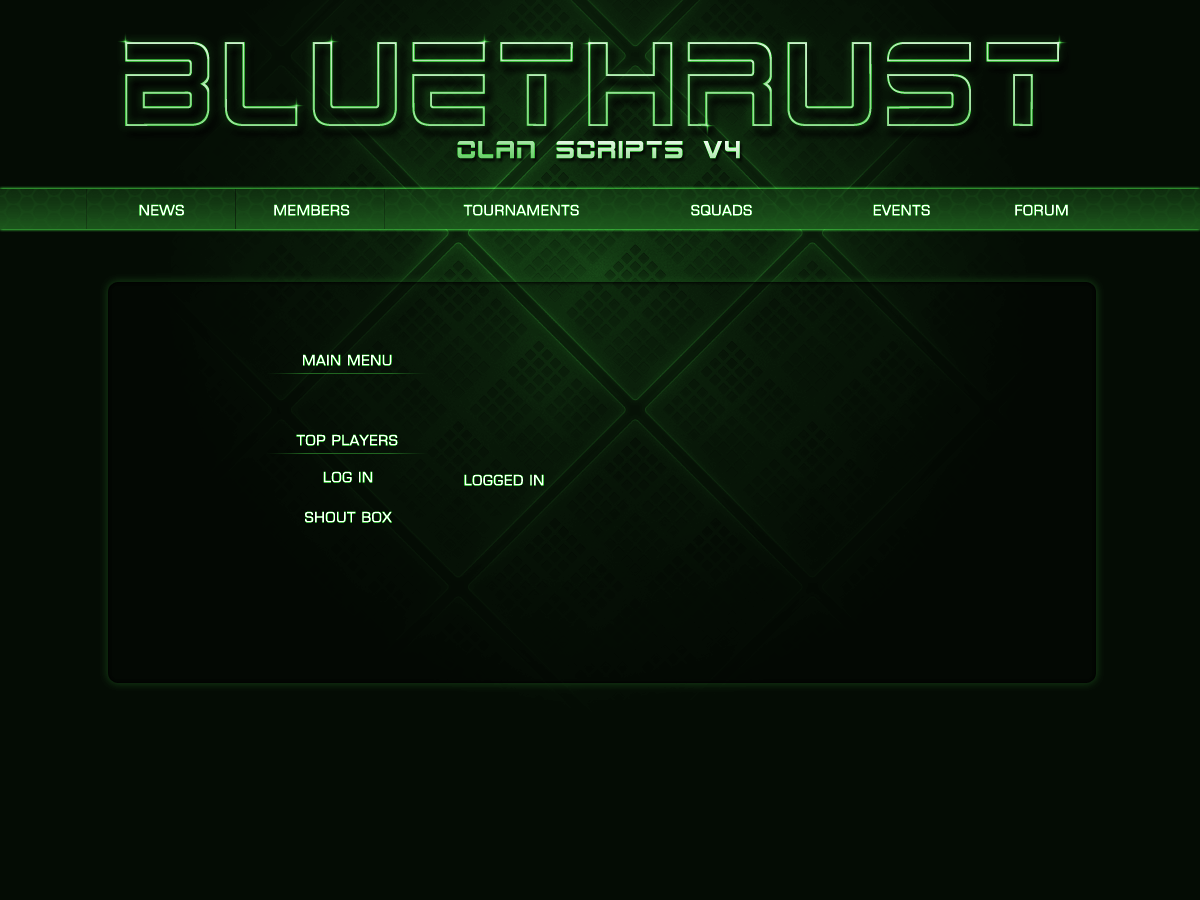 BLUETHRUST
CLAN SCRIPTS V4
NEWS MEMBERS TOURNAMENTS SQUADS EVENTS FORUM
MAIN MENU
TOP PLAYERS
LOG IN LOGGED IN
SHOUT BOX